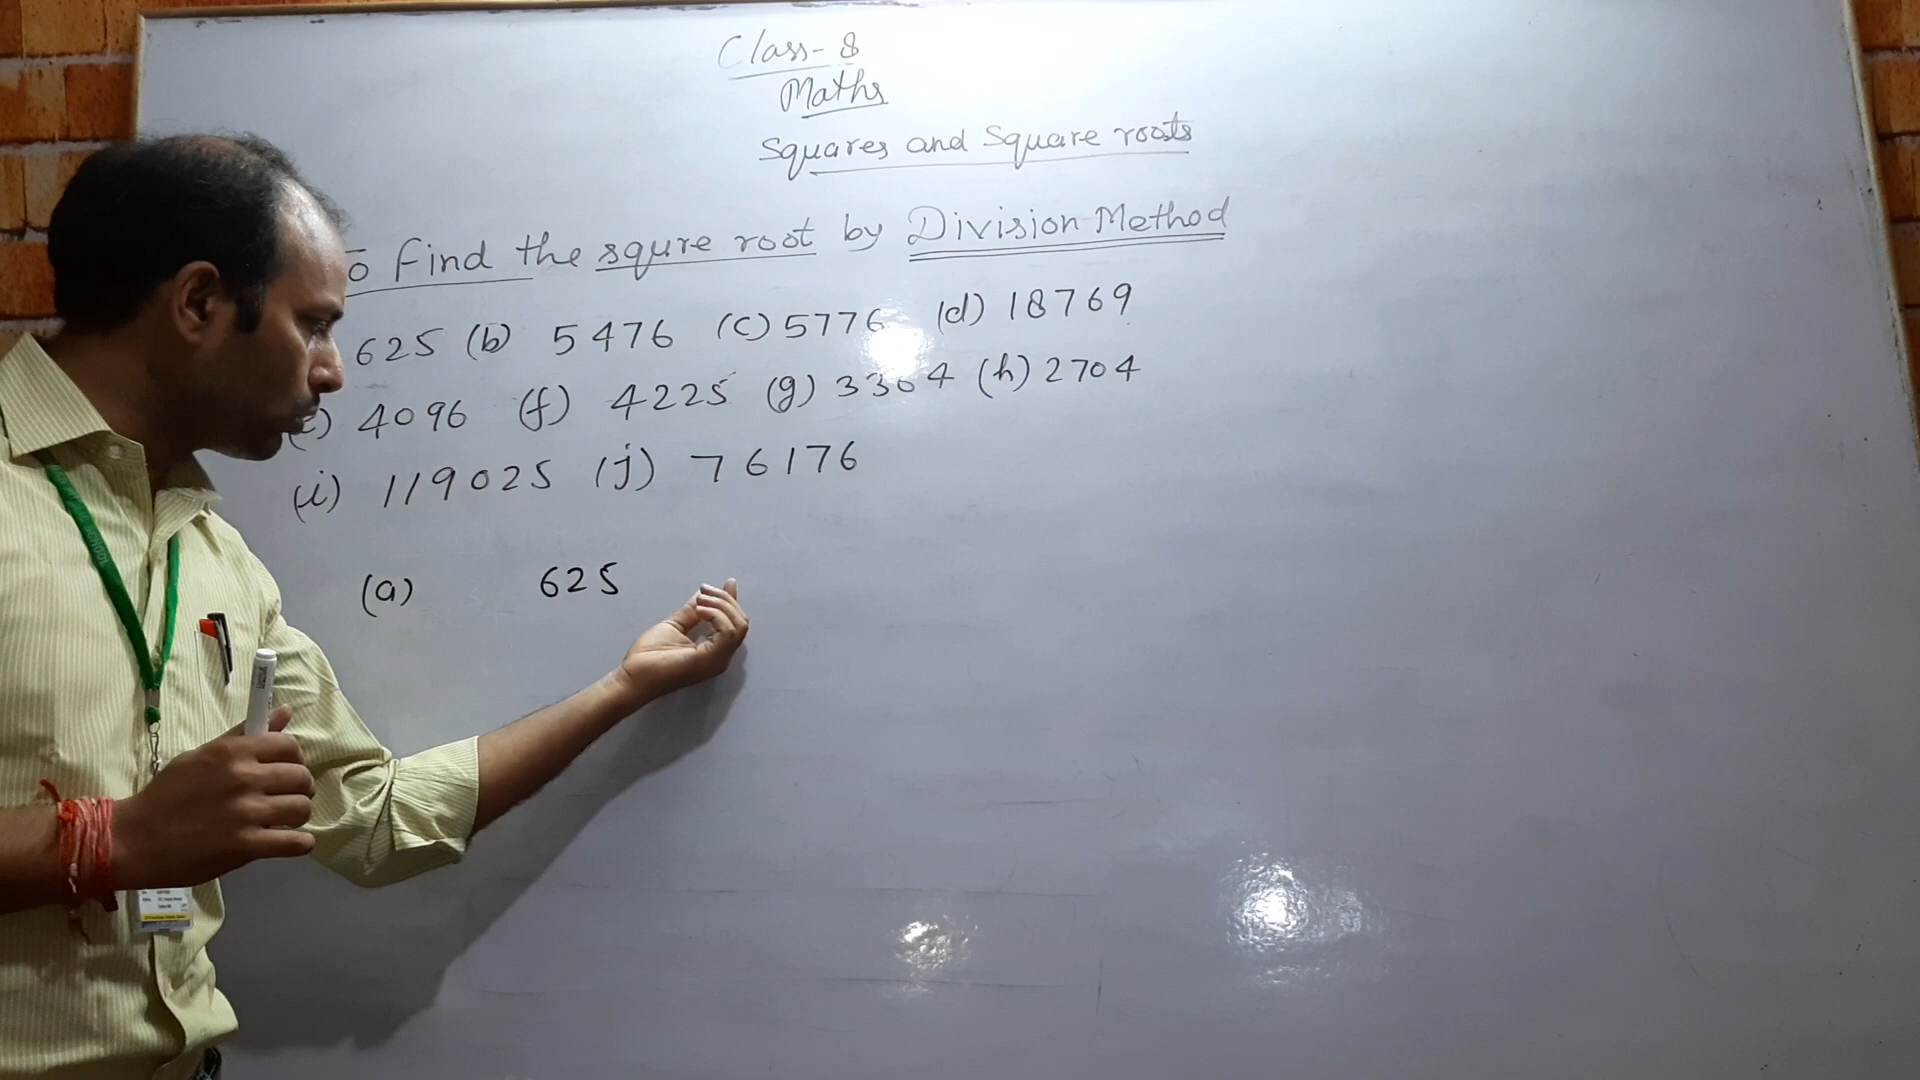 Class-8
Maths
Squares and Square roots
To find the squre root by Division Method
625 (b) 5476 (c) 5776 (d) 18769
(e) 4096 (f) 4225 (g) 3364 (h) 2704
(i) 119025 (j) 76176
(a) 625